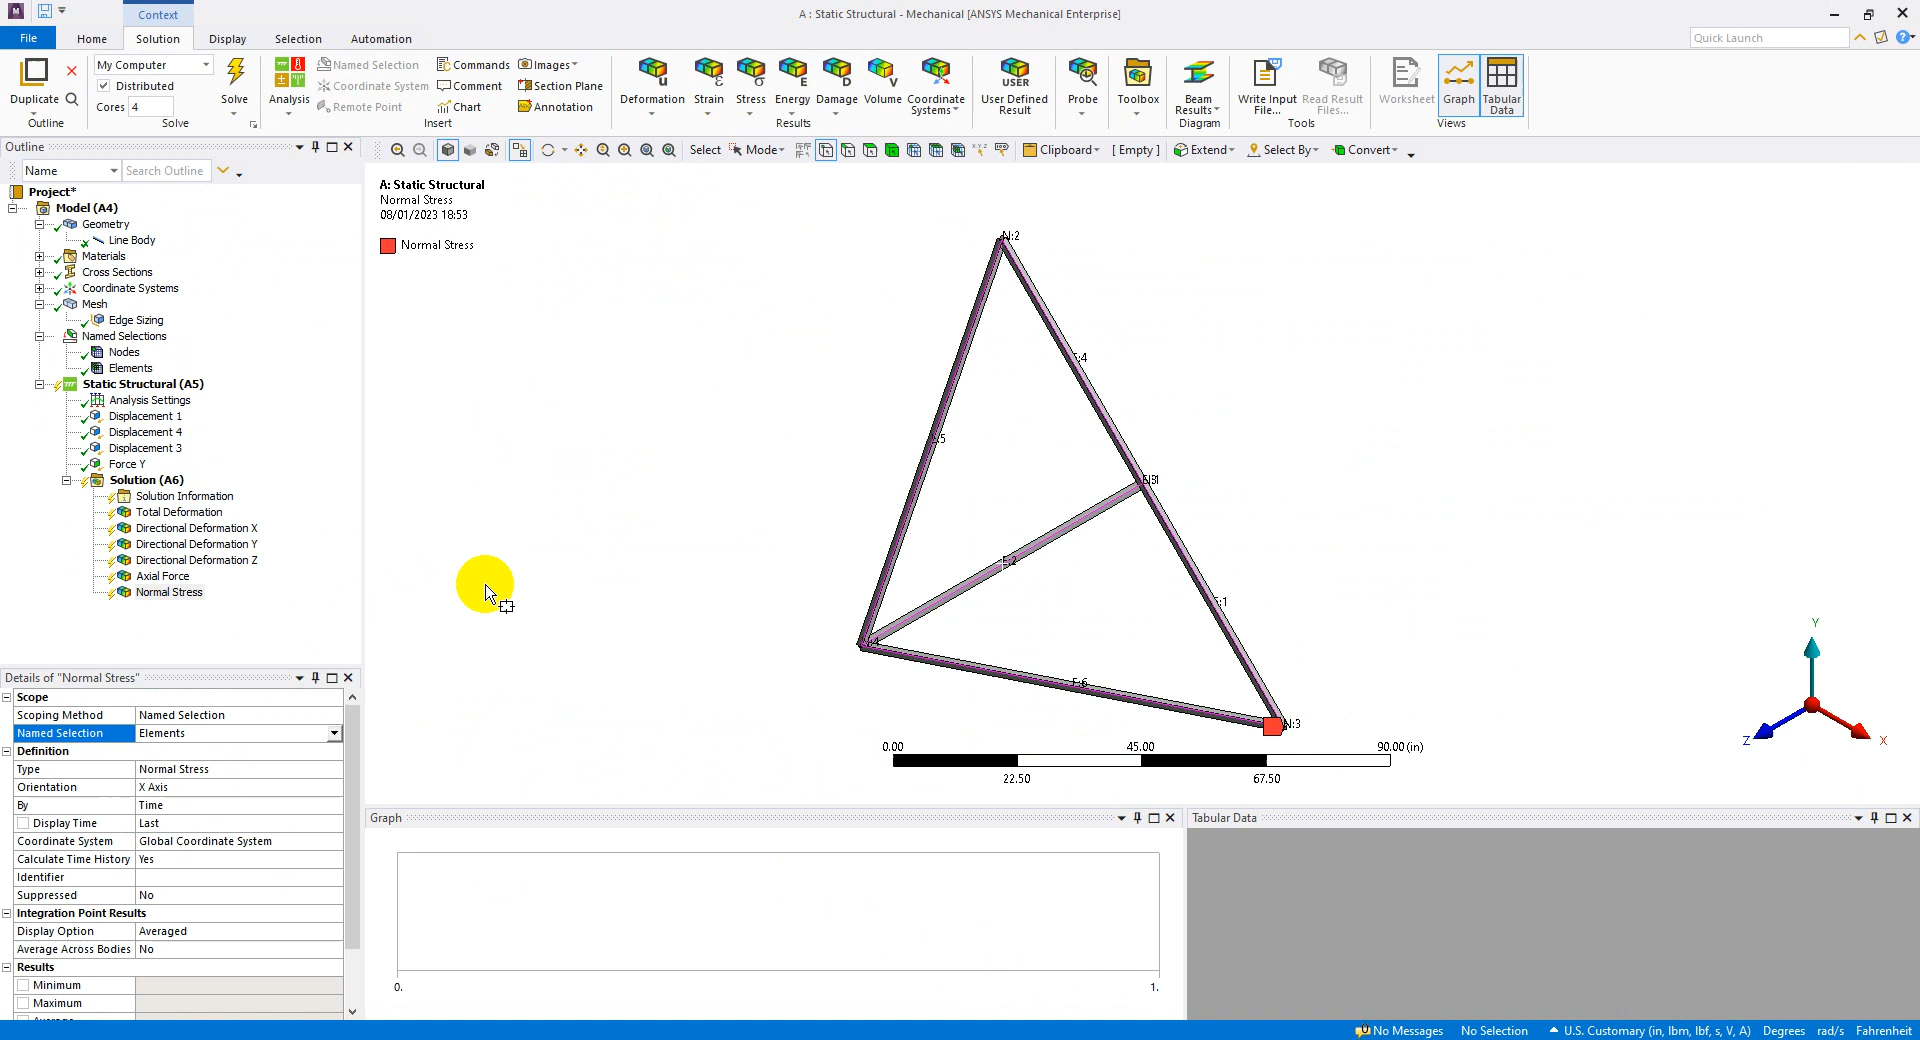 Context
A : Static Structural - Mechanical [ANSYS Mechanical Enterprise]
File
Home
Solution
Display
Selection
Automation
Quick Launch
Duplicate
Outline
My Computer
Distributed
Cores 4
Solve
Solve
Analysis
Named Selection
Coordinate System
Remote Point
Commands
Comment
Chart
Images
Section Plane
Annotation
Insert
Deformation
Strain
Stress
Energy
Damage
Volume
Coordinate Systems
Results
User Defined Result
Probe
Toolbox
Beam Results
Diagram
Write Input File...
Read Result Files...
Tools
Worksheet
Graph
Tabular Data
Views
Outline
Name
Search Outline
Select
Mode
Clipboard
[ Empty ]
Extend
Select By
Convert
Project*
Model (A4)
Geometry
Line Body
Materials
Cross Sections
Coordinate Systems
Mesh
Edge Sizing
Named Selections
Nodes
Elements
Static Structural (A5)
Analysis Settings
Displacement 1
Displacement 4
Displacement 3
Force Y
Solution (A6)
Solution Information
Total Deformation
Directional Deformation X
Directional Deformation Y
Directional Deformation Z
Axial Force
Normal Stress
A: Static Structural
Normal Stress
08/01/2023 18:53
Normal Stress
N:2
N:3
0.00 45.00 90.00 (in)
22.50 67.50
Y
Z
X
Details of "Normal Stress"
Scope
Scoping Method Named Selection
Named Selection Elements
Definition
Type Normal Stress
Orientation X Axis
By Time
Display Time Last
Coordinate System Global Coordinate System
Calculate Time History Yes
Identifier
Suppressed No
Integration Point Results
Display Option Averaged
Average Across Bodies No
Results
Minimum
Maximum
Graph
0. 1.
Tabular Data
No Messages
No Selection
U.S. Customary (in, lbm, lbf, s, V, A)
Degrees
rad/s
Fahrenheit